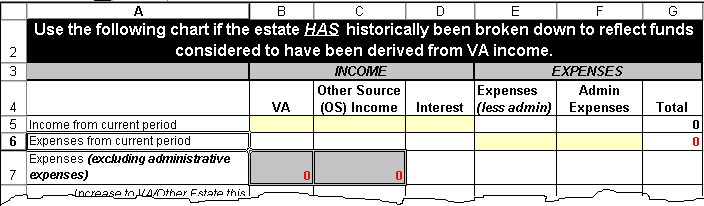 A B C D E F G
2 Use the following chart if the estate HAS historically been broken down to reflect funds
considered to have been derived from VA income.
3 INCOME EXPENSES
4 VA Other Source (OS) Income Interest Expenses (less admin) Admin Expenses Total
5 Income from current period 0
6 Expenses from current period 0
7 Expenses (excluding administrative
expenses) 0 0
Increase to VA/Other Estate this